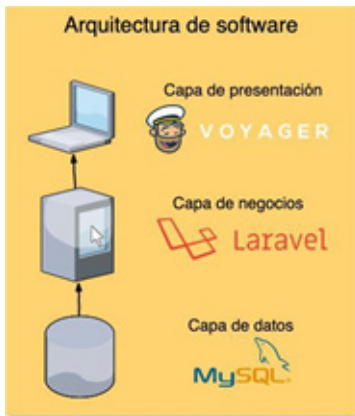 Arquitectura de software
Capa de presentación
VOYAGER
Capa de negocios
Laravel
Capa de datos
MySQL